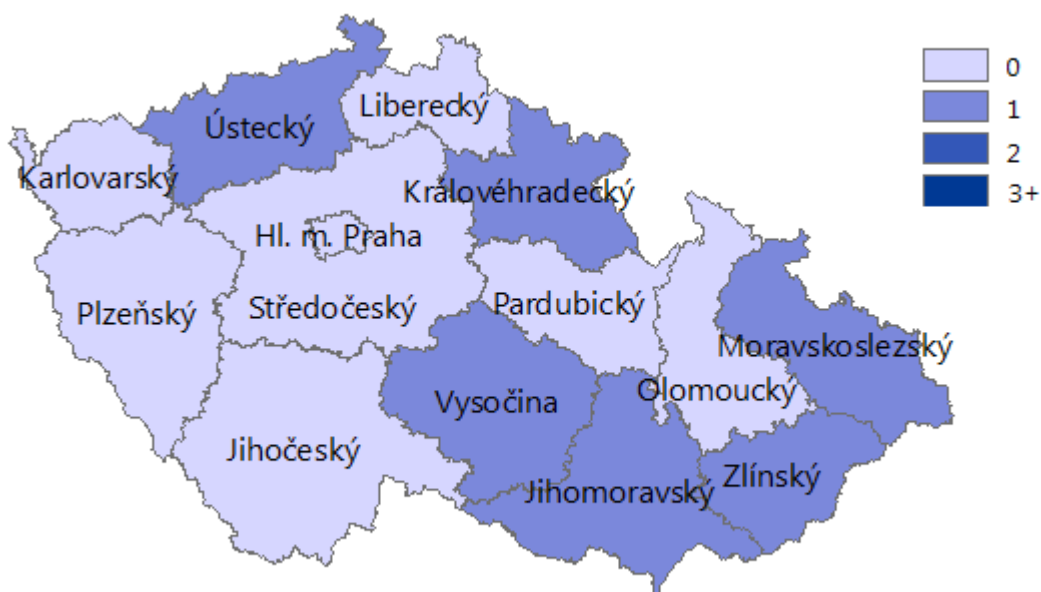 Liberecký
Ústecký
Karlovarský
Královéhradecký
Hl. m. Praha
Plzeňský
Středočeský
Pardubický
Moravskoslezský
Olomoucký
Vysočina
Jihočeský
Zlínský
Jihomoravský
0
1
2
3+